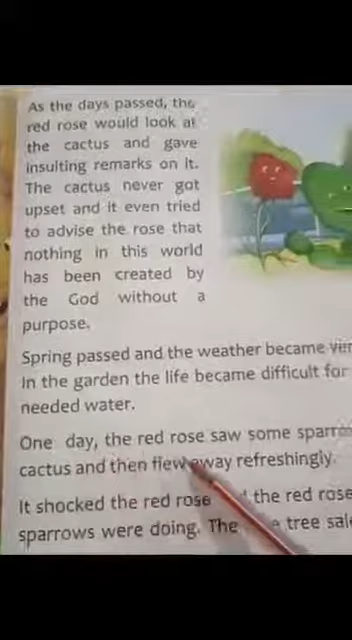 As the days passed, the
red rose would look at
the cactus and gave
insulting remarks on it.
The cactus never got
upset and it even tried
to advise the rose that
nothing in this world
has been created by
the God without a
purpose.
Spring passed and the weather became
In the garden the life became difficult for
needed water.
One day, the red rose saw some
cactus and then flew away refreshingly.
It shocked the red rose the red rose
sparrows were doing. The tree